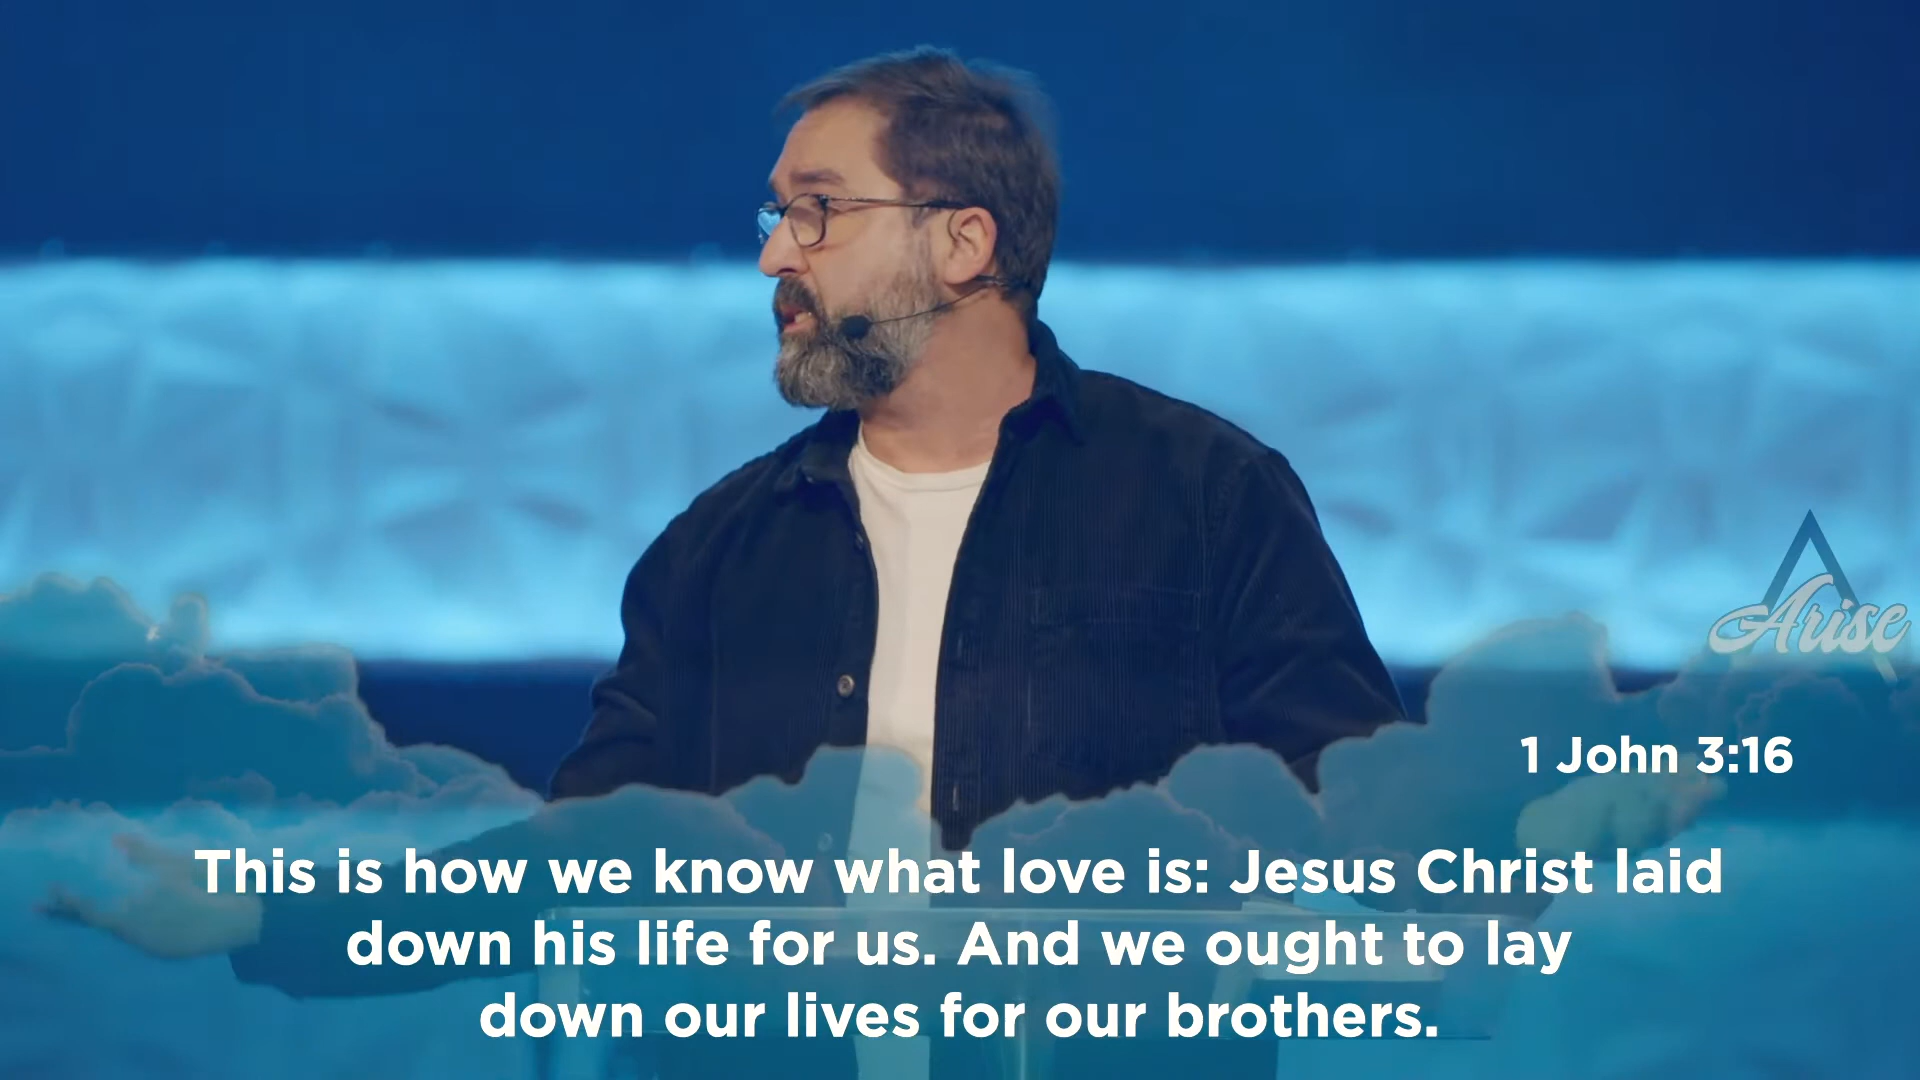 Arise
1 John 3:16
This is how we know what love is: Jesus Christ laid
down his life for us. And we ought to lay
down our lives for our brothers.